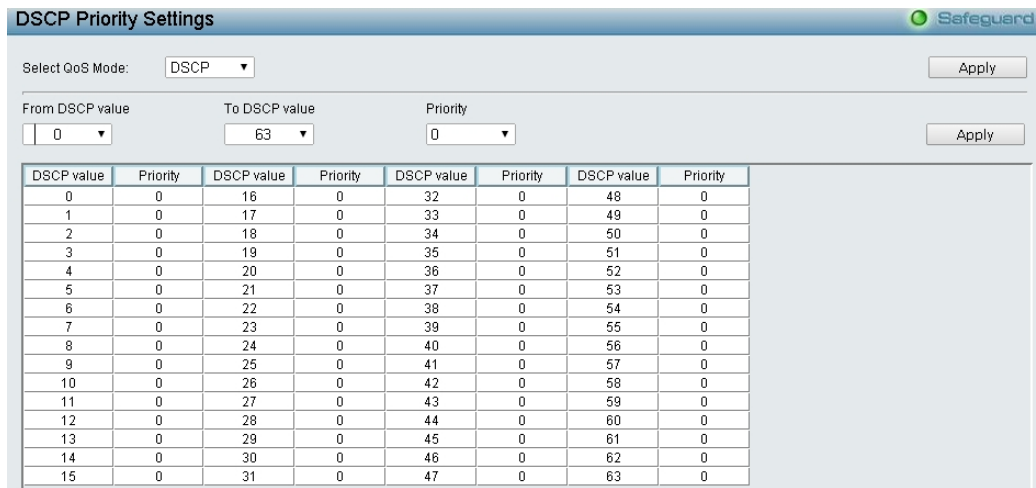 DSCP Priority Settings Safeguard
Select QoS Mode: DSCP Apply
From DSCP value To DSCP value Priority
0 63 0 Apply
DSCP value Priority DSCP value Priority DSCP value Priority DSCP value Priority
0 0 16 0 32 0 48 0
1 0 17 0 33 0 49 0
2 0 18 0 34 0 50 0
3 0 19 0 35 0 51 0
4 0 20 0 36 0 52 0
5 0 21 0 37 0 53 0
6 0 22 0 38 0 54 0
7 0 23 0 39 0 55 0
8 0 24 0 40 0 56 0
9 0 25 0 41 0 57 0
10 0 26 0 42 0 58 0
11 0 27 0 43 0 59 0
12 0 28 0 44 0 60 0
13 0 29 0 45 0 61 0
14 0 30 0 46 0 62 0
15 0 31 0 47 0 63 0